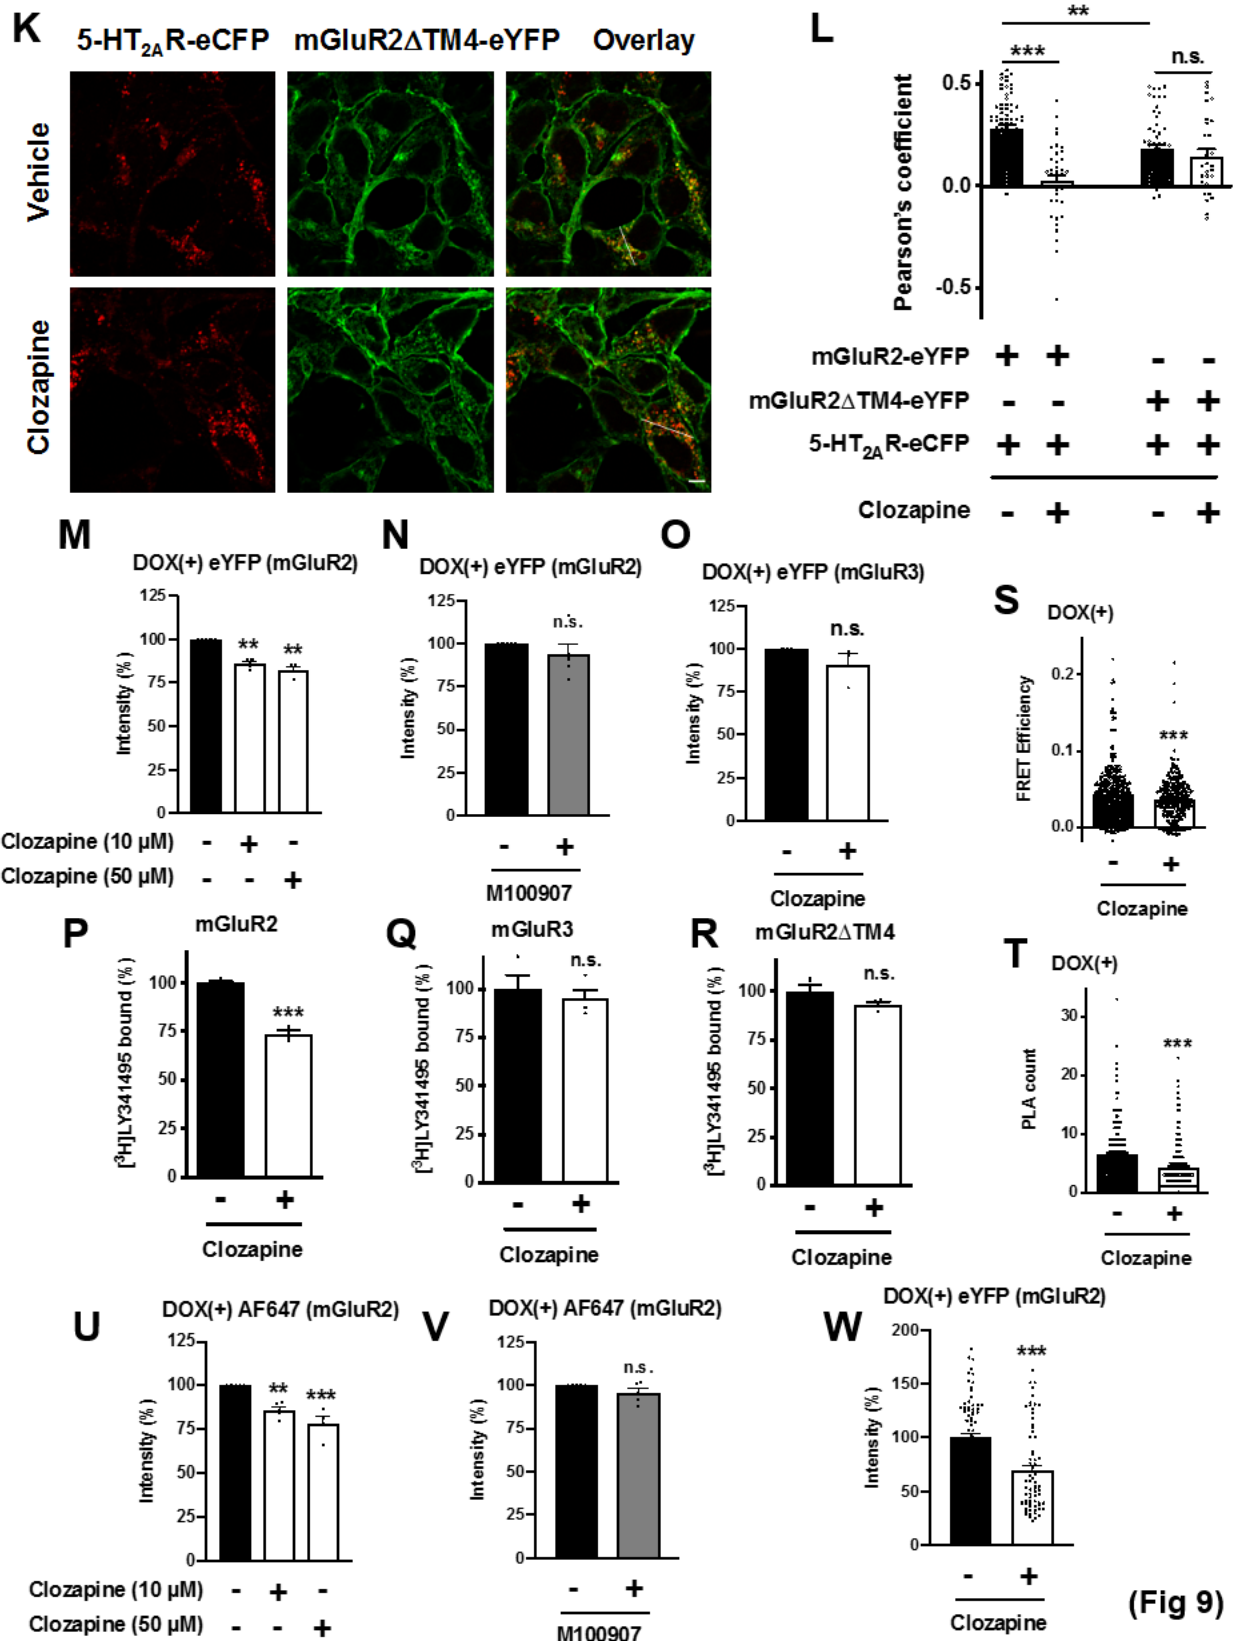 K
5-HT2AR-eCFP mGluR2ΔTM4-eYFP Overlay
Vehicle
Clozapine
L
**
*** n.s.
0.5
0.0
-0.5
Pearson's coefficient
mGluR2-eYFP + + - -
mGluR2ΔTM4-eYFP - - + +
5-HT2AR-eCFP + + + +
Clozapine - + - +
M
DOX(+) eYFP (mGluR2)
Intensity (%)
125
100
75
50
25
0
** **
Clozapine (10 µM) - + -
Clozapine (50 µM) - - +
N
DOX(+) eYFP (mGluR2)
Intensity (%)
125
100
75
50
25
0
n.s.
- +
M100907
O
DOX(+) eYFP (mGluR3)
Intensity (%)
125
100
75
50
25
0
n.s.
- +
Clozapine
S
DOX(+)
FRET Efficiency
0.2
0.1
0.0
***
- +
Clozapine
P
mGluR2
[3H]LY341495 bound (%)
100
75
50
25
0
***
- +
Clozapine
Q
mGluR3
[3H]LY341495 bound (%)
100
75
50
25
0
n.s.
- +
Clozapine
R
mGluR2ΔTM4
[3H]LY341495 bound (%)
100
75
50
25
0
n.s.
- +
Clozapine
T
DOX(+)
PLA count
30
20
10
0
***
- +
Clozapine
U
DOX(+) AF647 (mGluR2)
Intensity (%)
125
100
75
50
25
0
** ***
Clozapine (10 µM) - + -
Clozapine (50 µM) - - +
V
DOX(+) AF647 (mGluR2)
Intensity (%)
125
100
75
50
25
0
n.s.
- +
M100907
W
DOX(+) eYFP (mGluR2)
Intensity (%)
200
150
100
50
0
***
- +
Clozapine
(Fig 9)